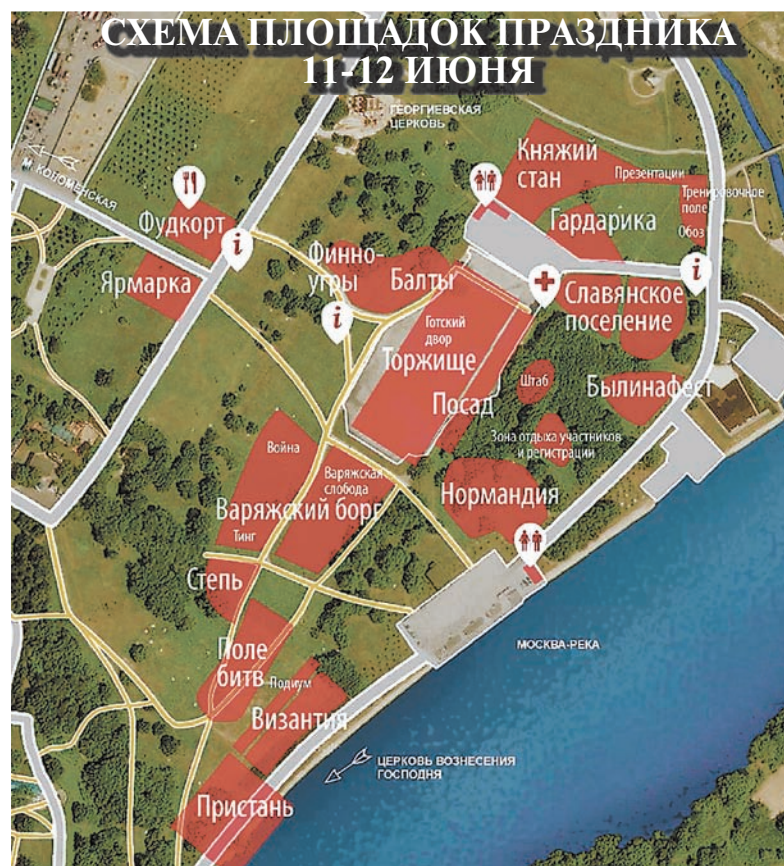 СХЕМА ПЛОЩАДОК ПРАЗДНИКА
11-12 ИЮНЯ
ГЕОРГИЕВСКАЯ
ЦЕРКОВЬ
М. КОЛОМЕНСКАЯ
Княжий
стан
Презентации
Тренировочное
поле
Обоз
Фудкорт
Гардарика
i
Ярмарка
Финно-
угры
Балты
i
Славянское
поселение
i
Готский
двор
Торжище
Посад
Штаб
Былинафест
Зона отдыха участников
и регистрации
Война
Варяжская
слобода
Нормандия
Варяжский борг
Тинг
Степь
Поле
битв
Подиум
Византия
МОСКВА-РЕКА
ЦЕРКОВЬ ВОЗНЕСЕНИЯ
ГОСПОДНЯ
Пристань